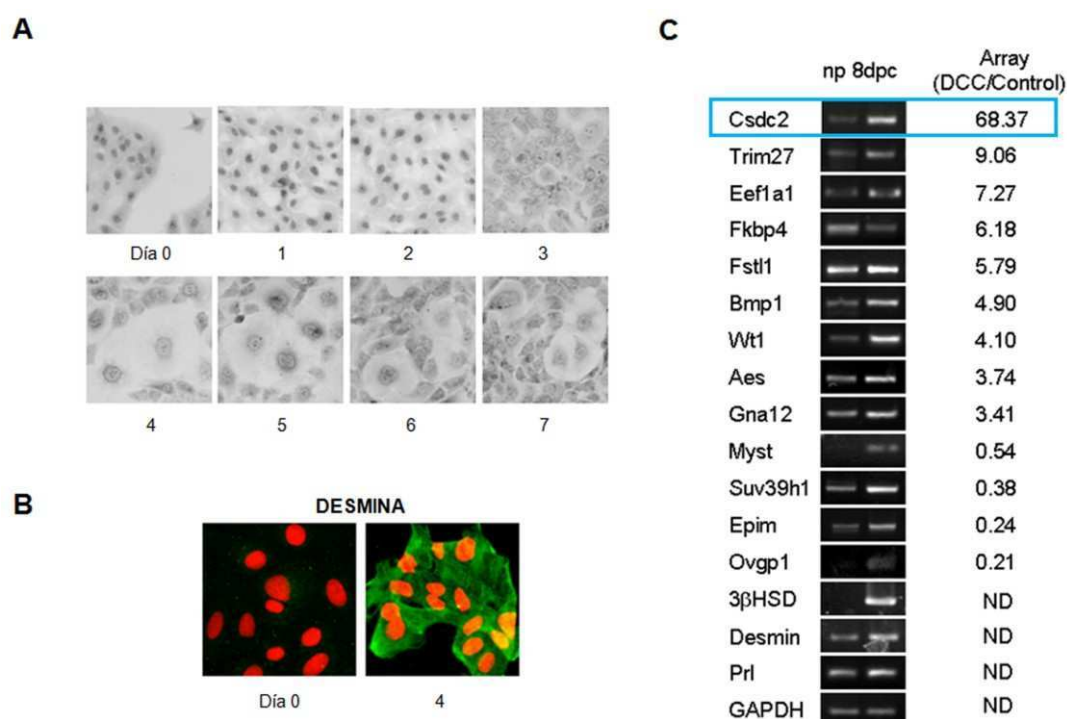 A
Día 0
1
2
3
4
5
6
7
B
DESMINA
Día 0
4
C
np 8dpc
Array
(DCC/Control)
Csdc2 68.37
Trim27 9.06
Eef1a1 7.27
Fkbp4 6.18
Fstl1 5.79
Bmp1 4.90
Wt1 4.10
Aes 3.74
Gna12 3.41
Myst 0.54
Suv39h1 0.38
Epim 0.24
Ovgp1 0.21
3βHSD ND
Desmin ND
Prl ND
GAPDH ND